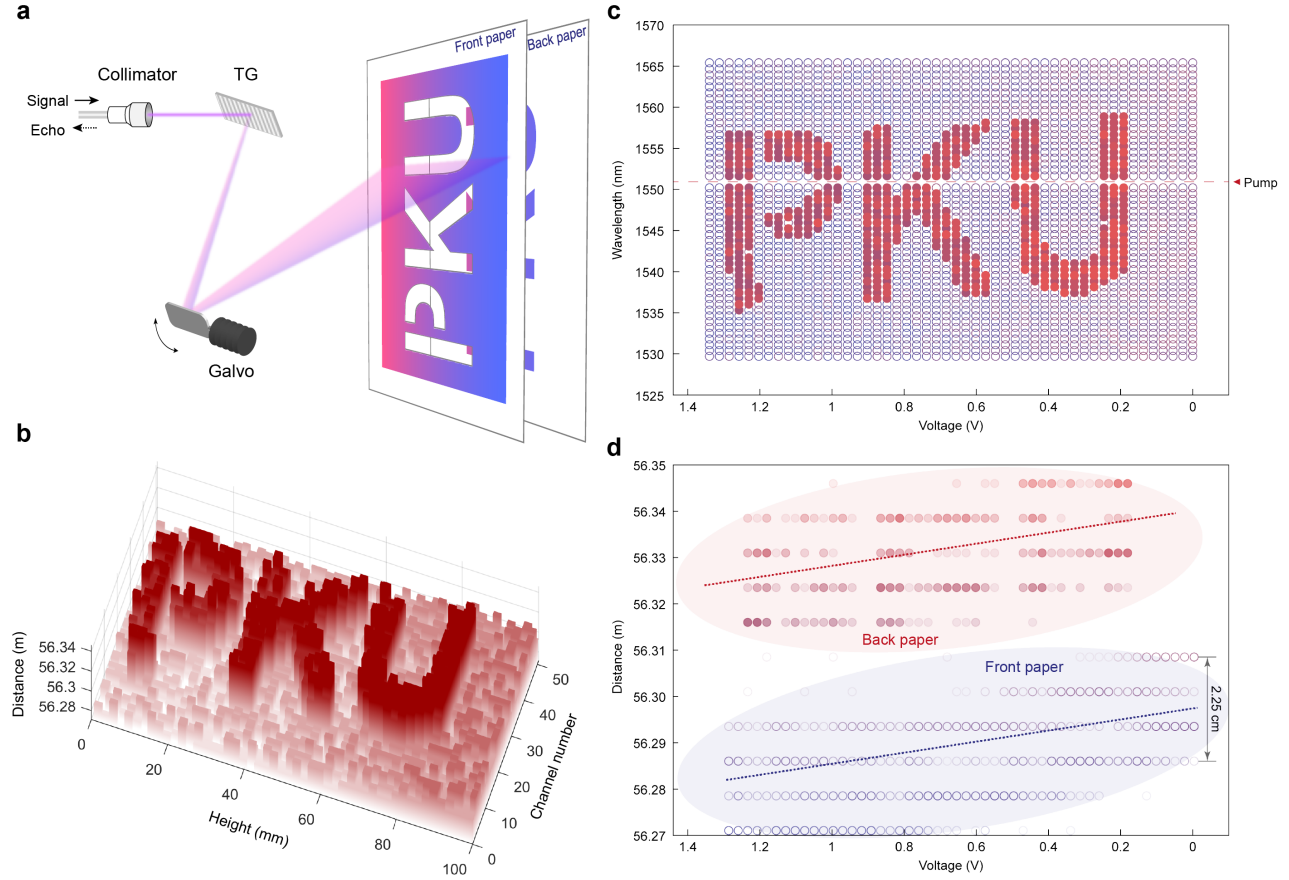 a
Collimator
TG
Signal
Echo
Galvo
Front paper
Back paper
PKU
b
Distance (m)
56.34
56.32
56.3
56.28
0
20
40
60
80
100
Height (mm)
0
10
20
30
40
50
Channel number
c
Wavelength (nm)
1570
1565
1560
1555
1550
1545
1540
1535
1530
1525
PKU
Pump
1.4 1.2 1 0.8 0.6 0.4 0.2 0
Voltage (V)
d
Distance (m)
56.35
56.34
56.33
56.32
56.31
56.30
56.29
56.28
56.27
Back paper
Front paper
2.25 cm
1.4 1.2 1 0.8 0.6 0.4 0.2 0
Voltage (V)